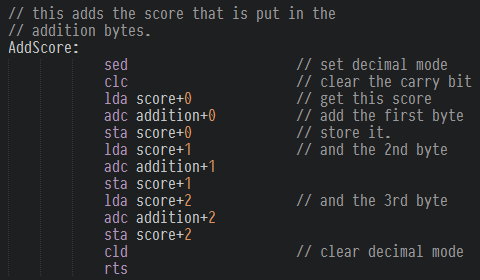 // this adds the score that is put in the
// addition bytes.
AddScore:
sed // set decimal mode
clc // clear the carry bit
lda score+0 // get this score
adc addition+0 // add the first byte
sta score+0 // store it.
lda score+1 // and the 2nd byte
adc addition+1
sta score+1
lda score+2 // and the 3rd byte
adc addition+2
sta score+2
cld // clear decimal mode
rts